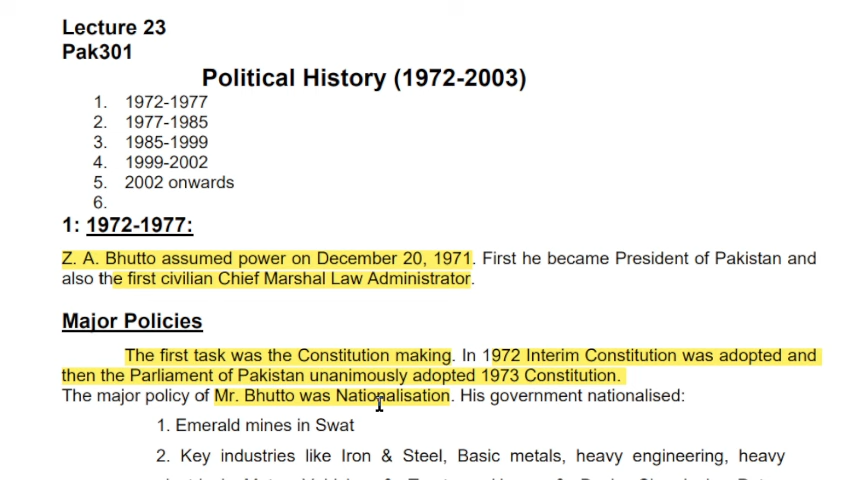 Lecture 23
Pak301
Political History (1972-2003)
1. 1972-1977
2. 1977-1985
3. 1985-1999
4. 1999-2002
5. 2002 onwards
6.
1: 1972-1977:
Z. A. Bhutto assumed power on December 20, 1971. First he became President of Pakistan and
also the first civilian Chief Marshal Law Administrator.
Major Policies
The first task was the Constitution making. In 1972 Interim Constitution was adopted and
then the Parliament of Pakistan unanimously adopted 1973 Constitution.
The major policy of Mr. Bhutto was Nationalisation. His government nationalised:
1. Emerald mines in Swat
2. Key industries like Iron & Steel, Basic metals, heavy engineering, heavy